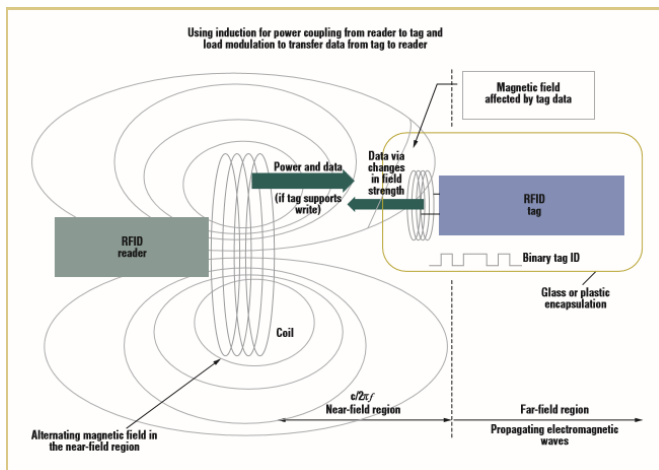 Using induction for power coupling from reader to tag and
load modulation to transfer data from tag to reader
Magnetic field
affected by tag data
Power and data
(if tag supports
write)
Data via
changes
in field
strength
RFID
reader
RFID
tag
Binary tag ID
Glass or plastic
encapsulation
Coil
c/2πf
Near-field region
Far-field region
Alternating magnetic field in
the near-field region
Propagating electromagnetic
waves